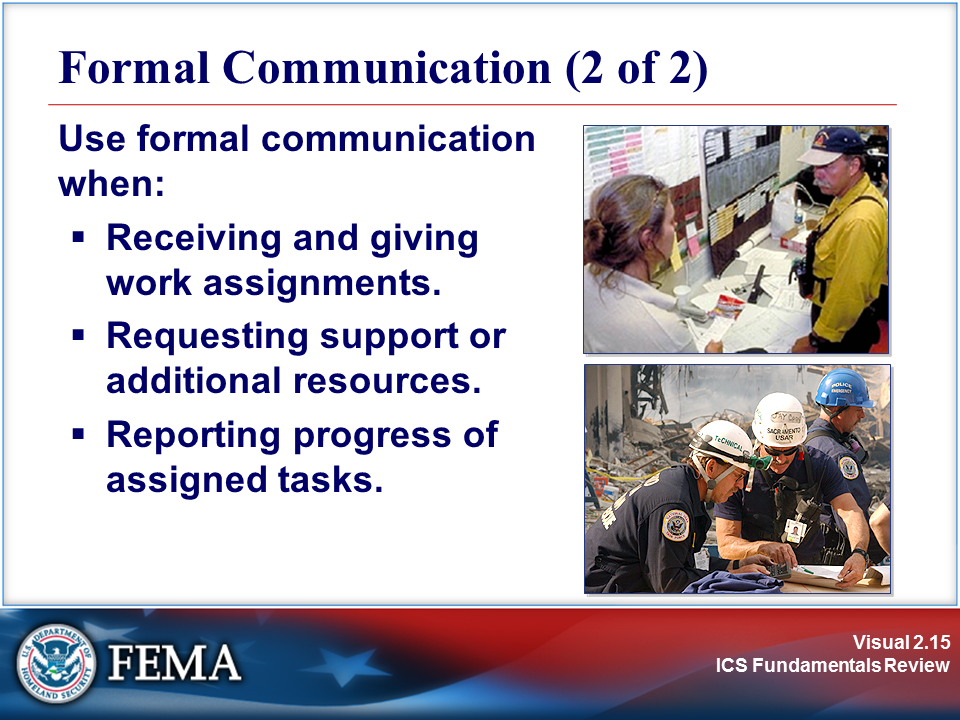 Formal Communication (2 of 2)
Use formal communication
when:
▪ Receiving and giving
work assignments.
▪ Requesting support or
additional resources.
▪ Reporting progress of
assigned tasks.
TECHNICAL
SACRAMENTO
USAR
POLICE
EMERGENCY
U.S. DEPARTMENT OF
HOMELAND SECURITY
FEMA
Visual 2.15
ICS Fundamentals Review